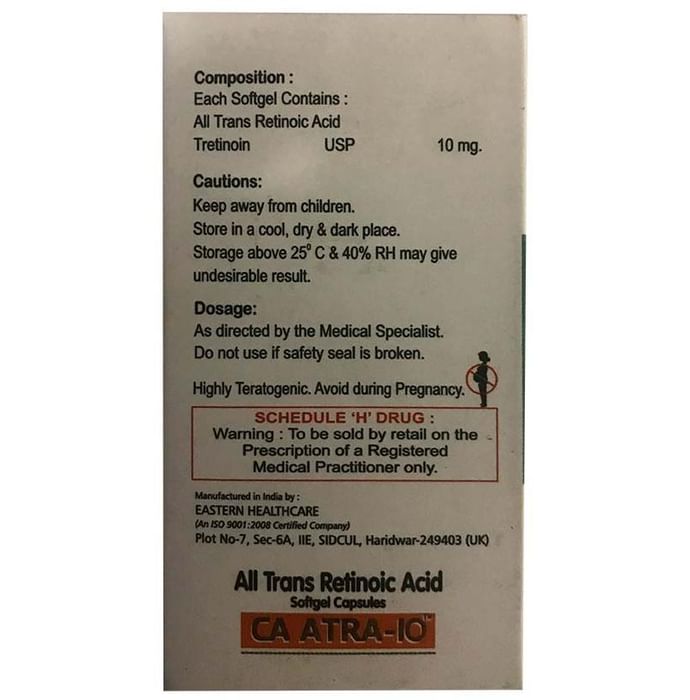 Composition :
Each Softgel Contains :
All Trans Retinoic Acid
Tretinoin USP 10 mg.
Cautions:
Keep away from children.
Store in a cool, dry & dark place.
Storage above 25⁰ C & 40% RH may give
undesirable result.
Dosage:
As directed by the Medical Specialist.
Do not use if safety seal is broken.
Highly Teratogenic. Avoid during Pregnancy.
SCHEDULE ‘H’ DRUG :
Warning : To be sold by retail on the
Prescription of a Registered
Medical Practitioner only.
Manufactured in India by :
EASTERN HEALTHCARE
(An ISO 9001:2008 Certified Company)
Plot No-7, Sec-6A, IIE, SIDCUL, Haridwar-249403 (UK)
All Trans Retinoic Acid
Softgel Capsules
CA ATRA-10™